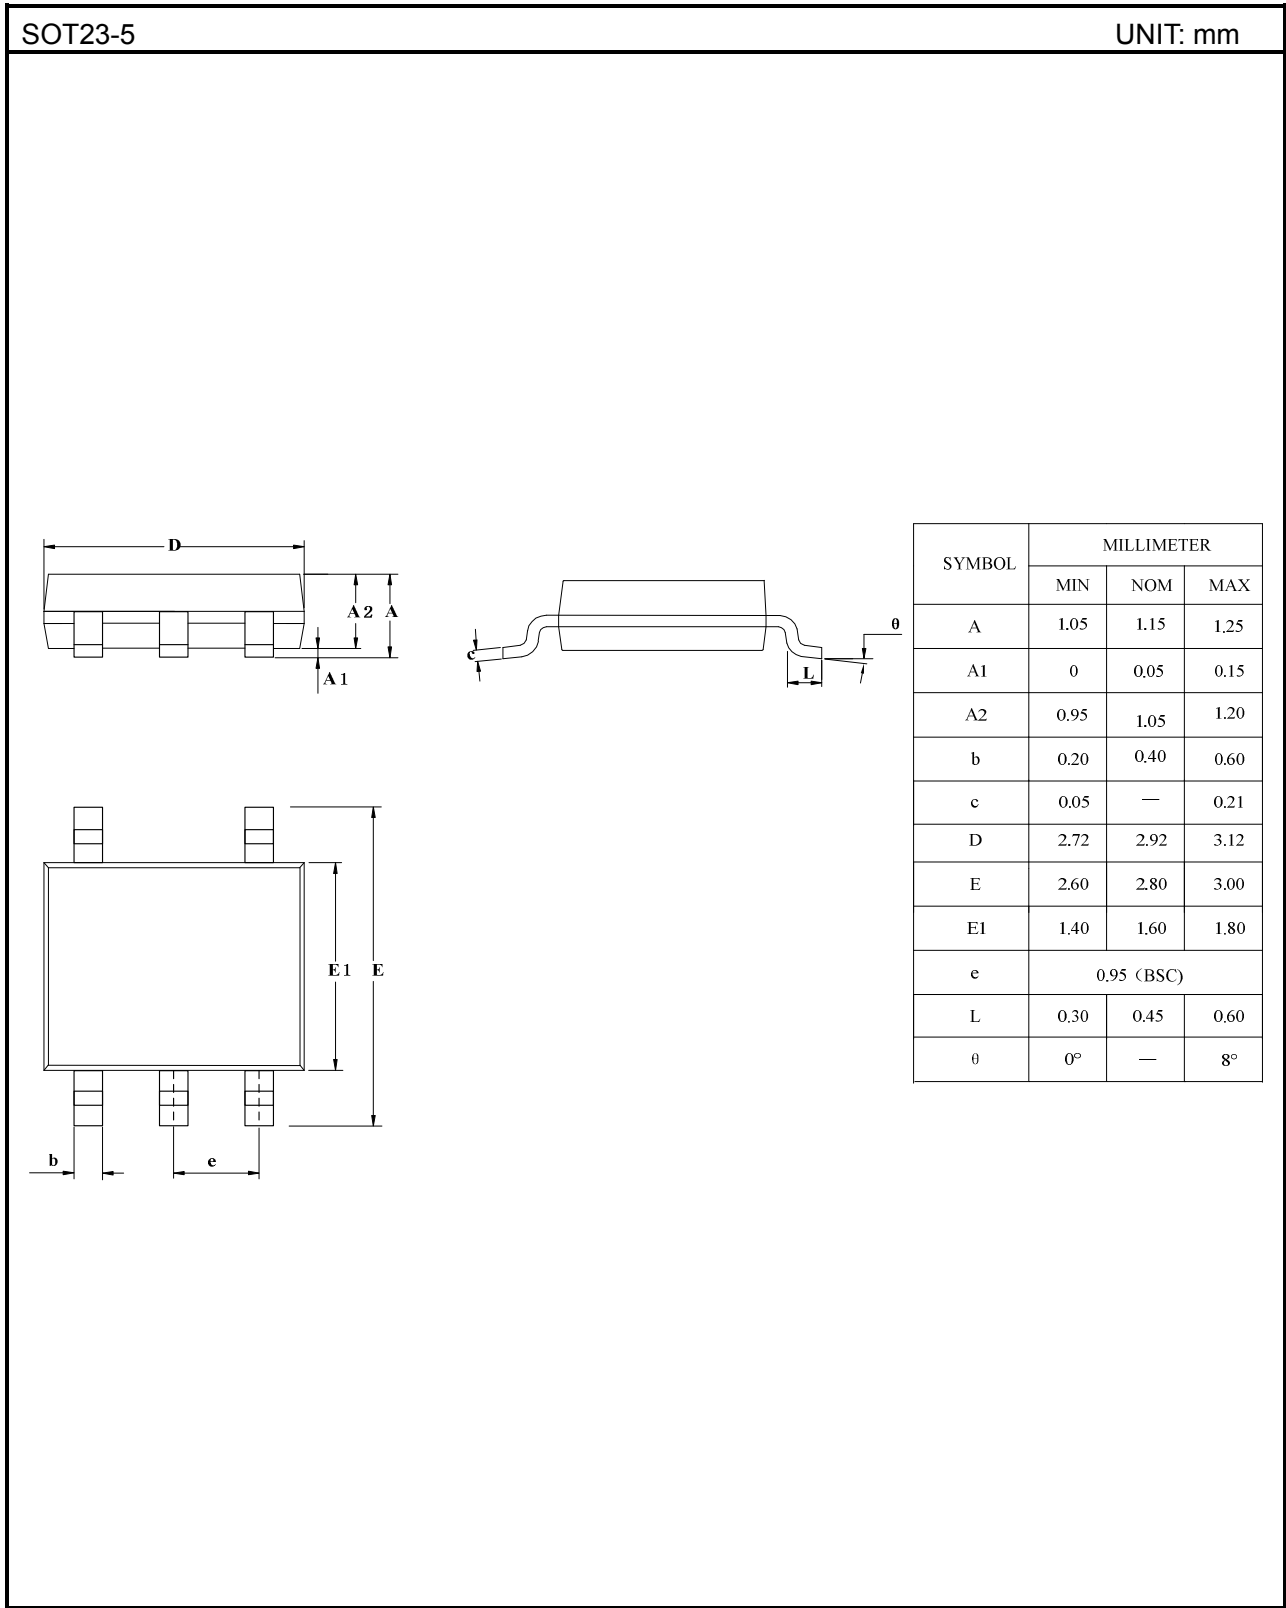 SOT23-5 UNIT: mm
D
A2 A
A1
c
L
θ
E1 E
b e
SYMBOL MILLIMETER
MIN NOM MAX
A 1.05 1.15 1.25
A1 0 0.05 0.15
A2 0.95 1.05 1.20
b 0.20 0.40 0.60
c 0.05 — 0.21
D 2.72 2.92 3.12
E 2.60 2.80 3.00
E1 1.40 1.60 1.80
e 0.95（BSC)
L 0.30 0.45 0.60
θ 0° — 8°